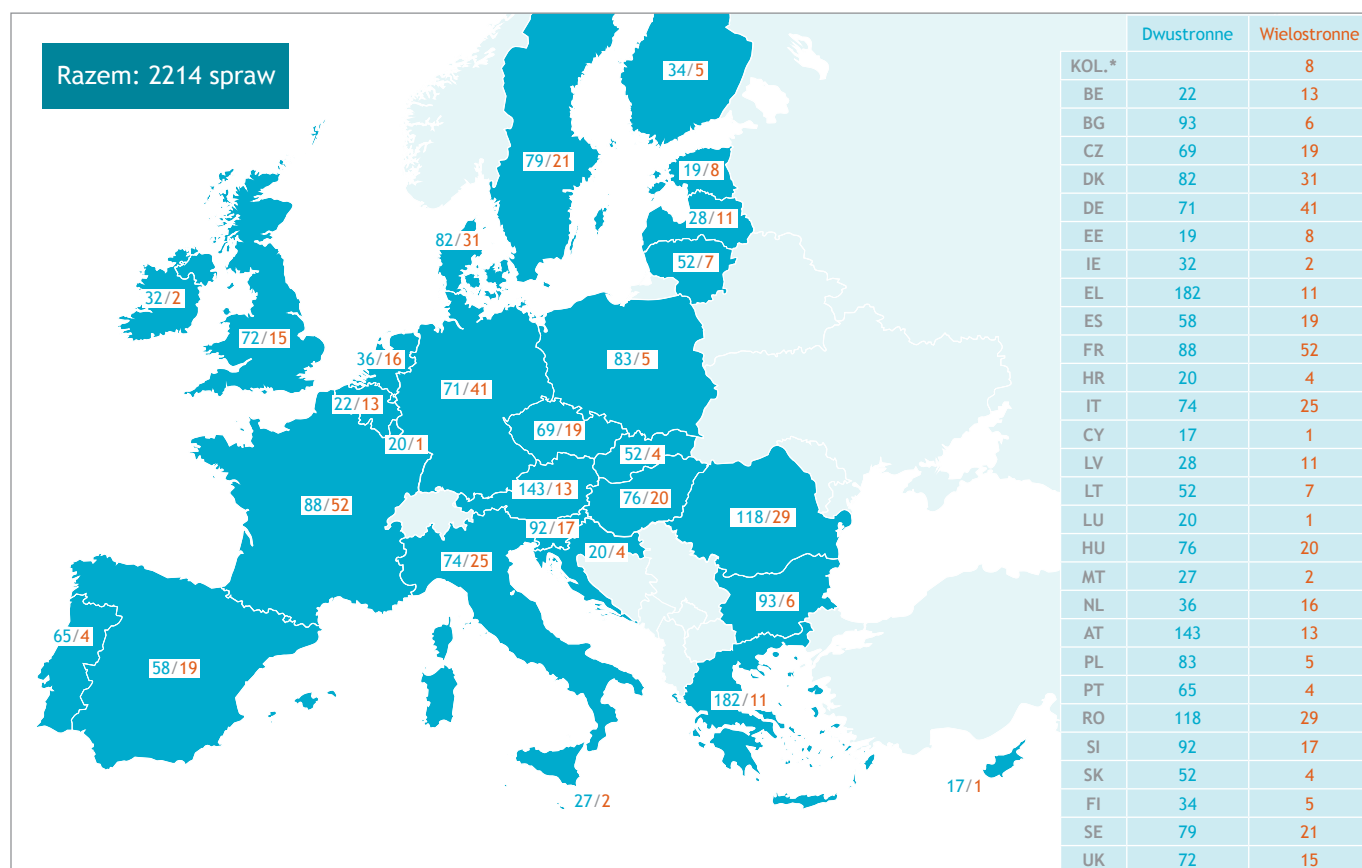 Razem: 2214 spraw
34/5
79/21
19/8
28/11
82/31
52/7
32/2
72/15
36/16
83/5
71/41
22/13
69/19
20/1
52/4
143/13
76/20
88/52
118/29
92/17
20/4
74/25
93/6
65/4
58/19
182/11
17/1
27/2
Dwustronne Wielostronne
KOL.* 8
BE 22 13
BG 93 6
CZ 69 19
DK 82 31
DE 71 41
EE 19 8
IE 32 2
EL 182 11
ES 58 19
FR 88 52
HR 20 4
IT 74 25
CY 17 1
LV 28 11
LT 52 7
LU 20 1
HU 76 20
MT 27 2
NL 36 16
AT 143 13
PL 83 5
PT 65 4
RO 118 29
SI 92 17
SK 52 4
FI 34 5
SE 79 21
UK 72 15